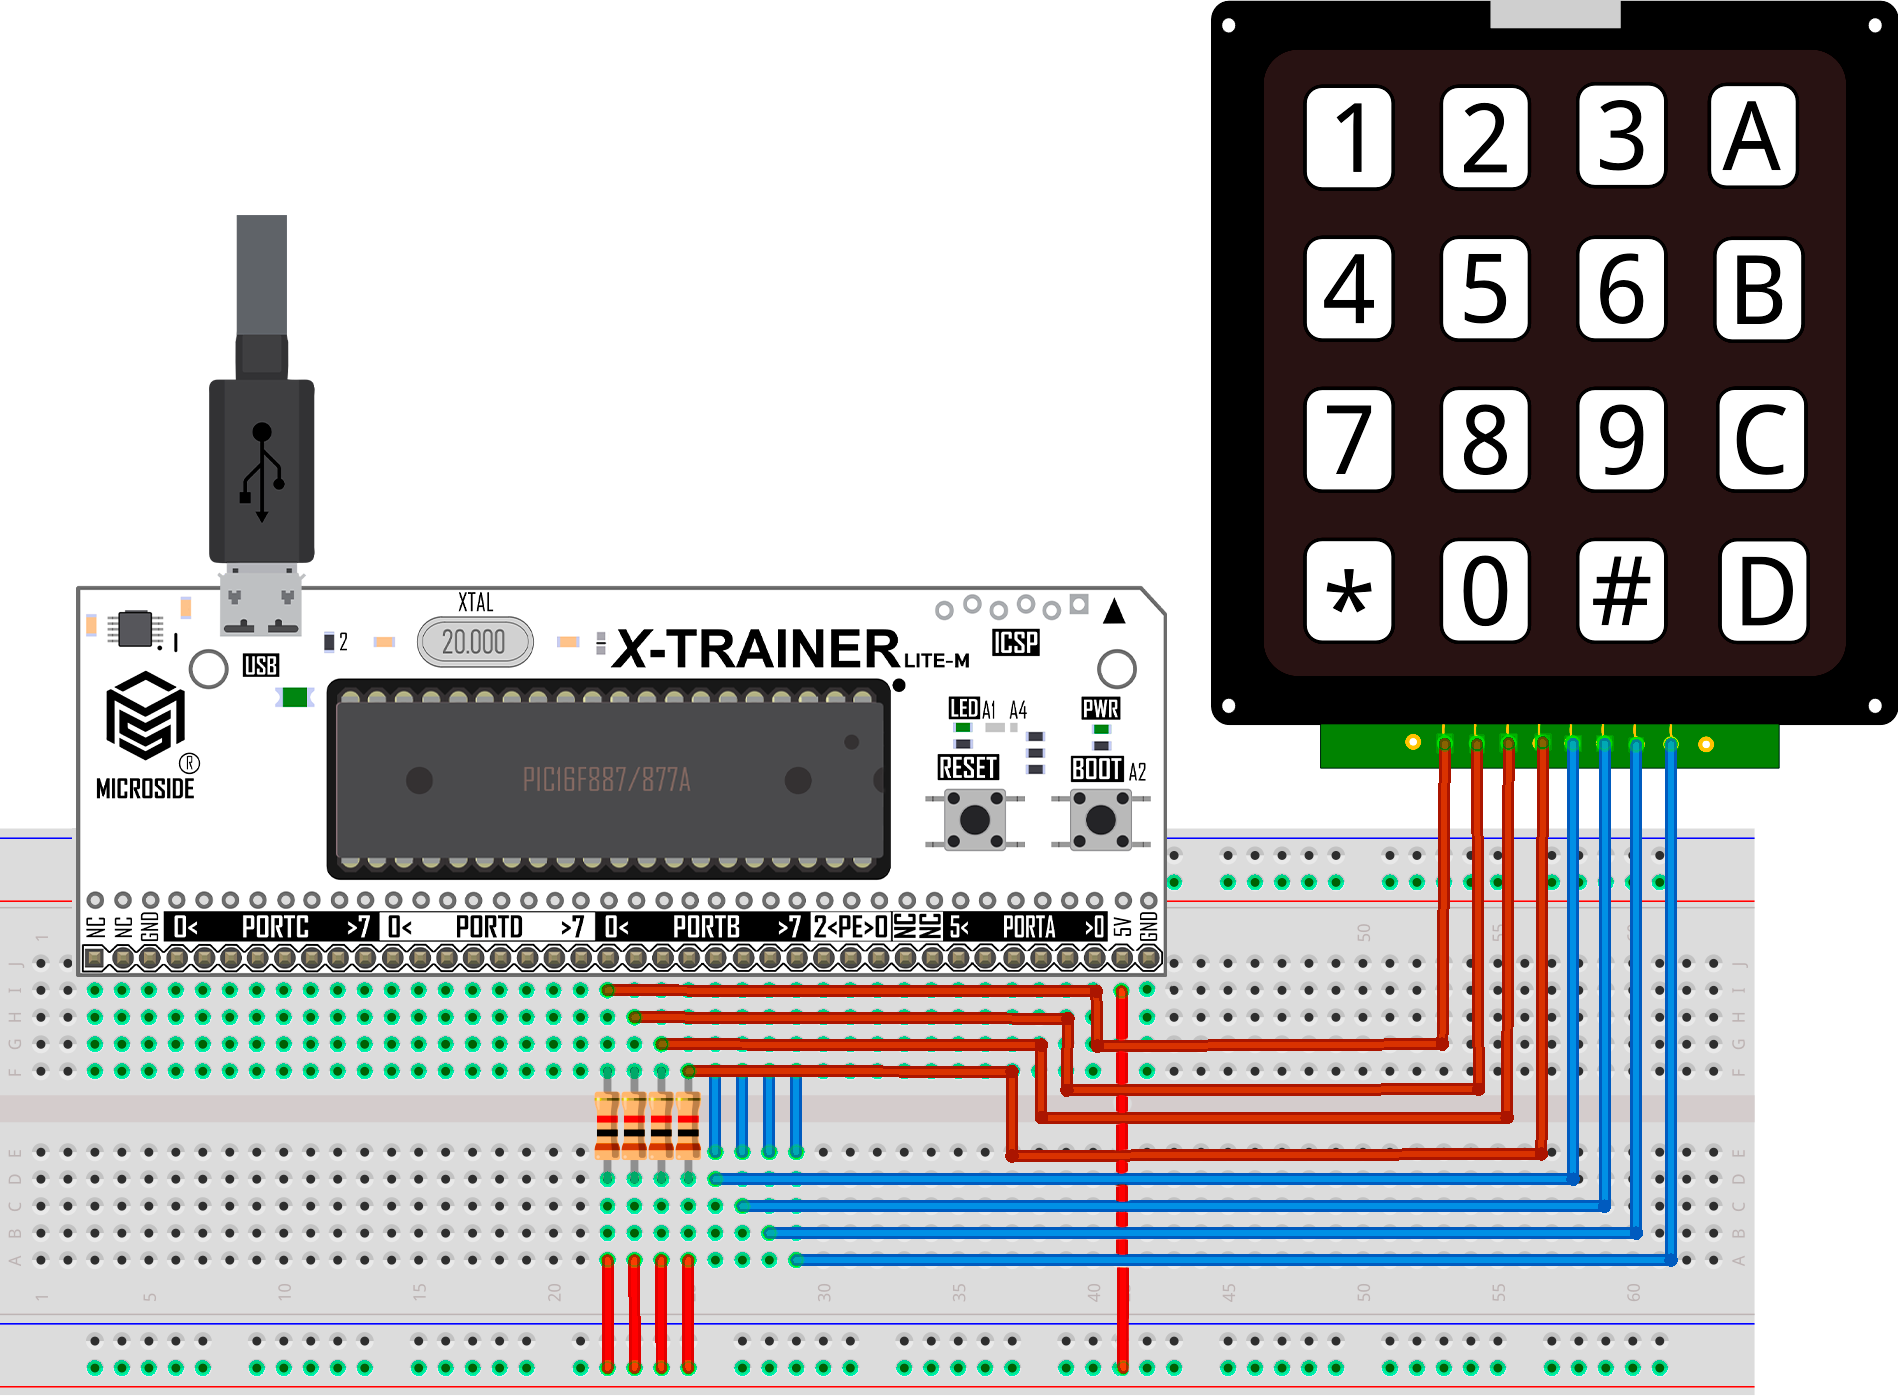 1 2 3 A
4 5 6 B
7 8 9 C
* 0 # D
XTAL
20.000
2
USB
X-TRAINER LITE-M
ICSP
MICROSIDE
®
PIC16F887/877A
LED A1 A4 PWR
RESET BOOT A2
NC NC GND 0< PORTC >7 0< PORTD >7 0< PORTB >7 2<PE>0 NC NC 5< PORTA >0 5V GND
1 50 55
J J
I I
H H
G G
F F
E E
D D
C C
B B
A A
1 5 10 15 20 30 35 40 45 50 55 60